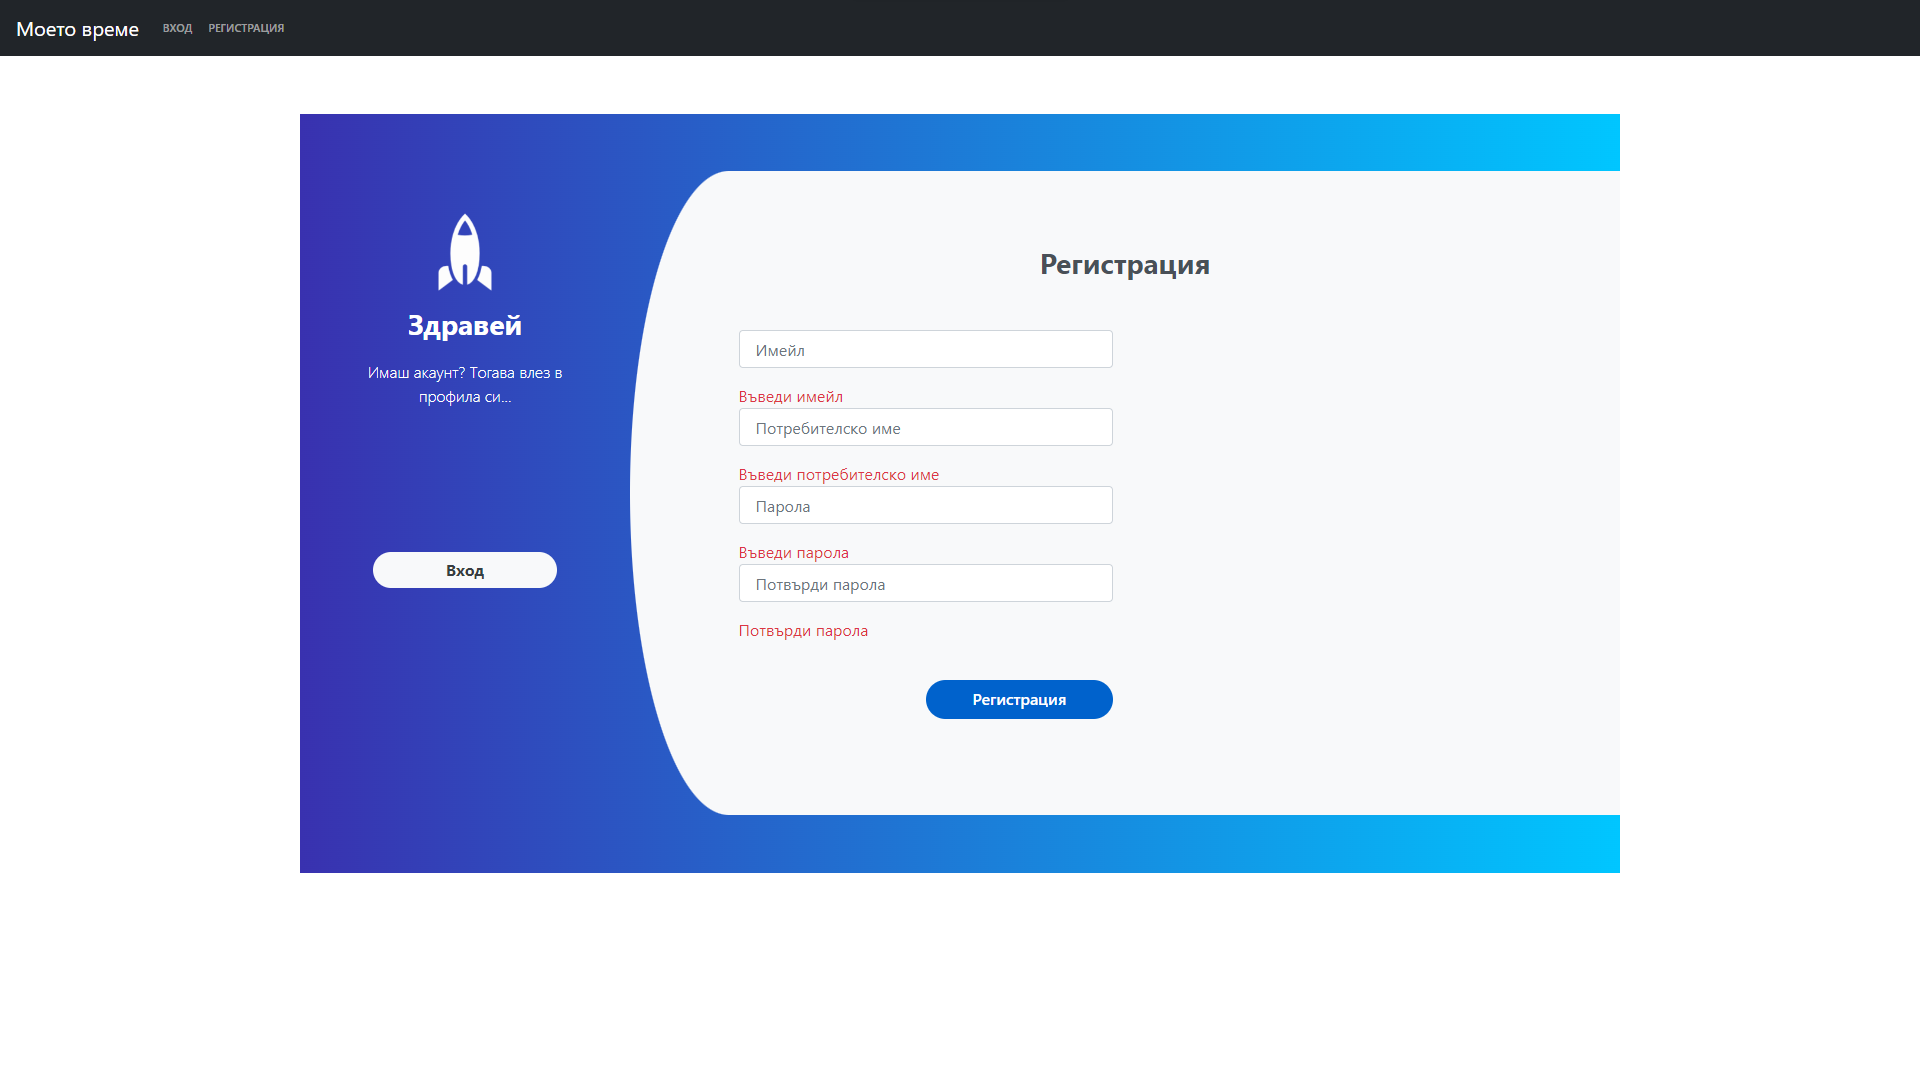 Моето време
ВХОД
РЕГИСТРАЦИЯ
Здравей
Имаш акаунт? Тогава влез в
профила си...
Вход
Регистрация
Имейл
Въведи имейл
Потребителско име
Въведи потребителско име
Парола
Въведи парола
Потвърди парола
Потвърди парола
Регистрация